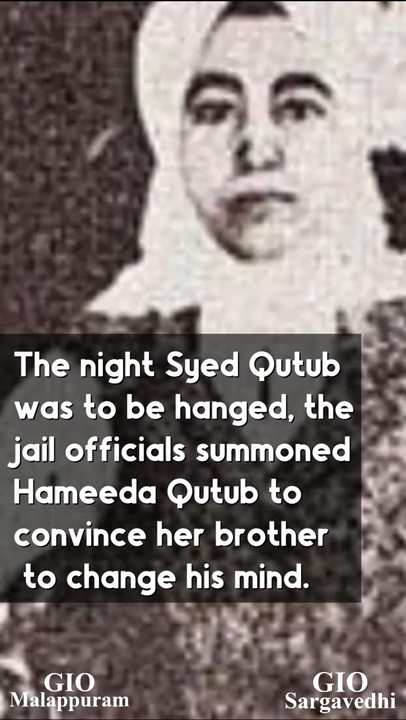 The night Syed Qutub
was to be hanged, the
jail officials summoned
Hameeda Qutub to
convince her brother
to change his mind.
GIO
Malappuram
GIO
Sargavedhi